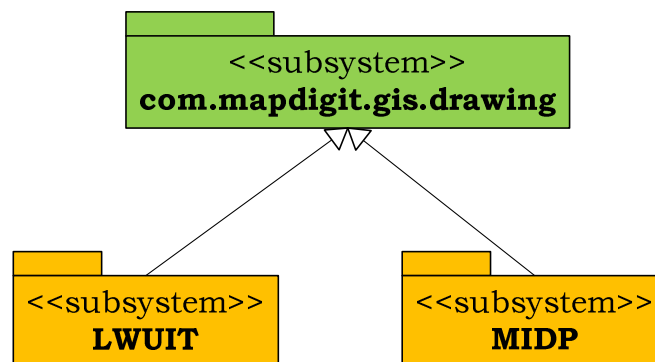 <<subsystem>>
com.mapdigit.gis.drawing
<<subsystem>>
LWUIT
<<subsystem>>
MIDP